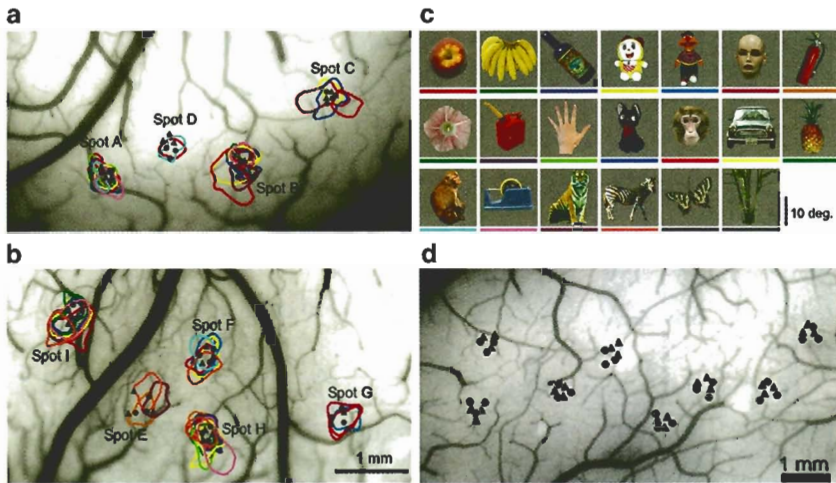 a
Spot C
Spot D
Spot A
Spot B
c
10 deg.
b
Spot F
Spot I
Spot G
Spot E
Spot H
1 mm
d
1 mm